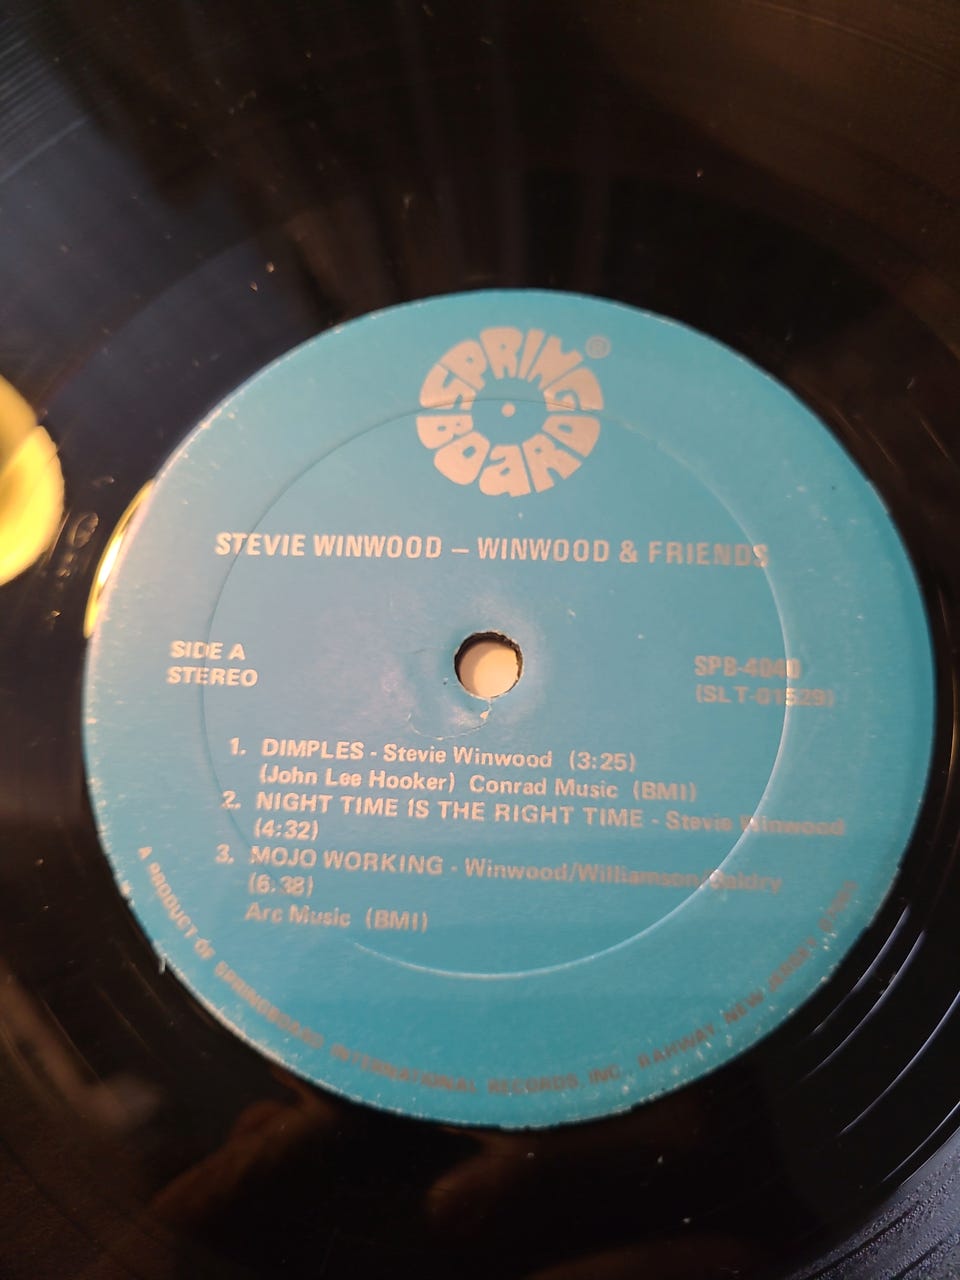 SPRING BOARD ®
STEVIE WINWOOD – WINWOOD & FRIENDS
SIDE A
STEREO
SPB-4040
(SLT-01529)
1. DIMPLES - Stevie Winwood (3:25)
(John Lee Hooker) Conrad Music (BMI)
2. NIGHT TIME IS THE RIGHT TIME - Stevie Winwood
(4:32)
3. MOJO WORKING - Winwood/Williamson/Baldry
(6.38)
Arc Music (BMI)
A PRODUCT OF SPRINGBOARD INTERNATIONAL RECORDS, INC., RAHWAY, NEW JERSEY